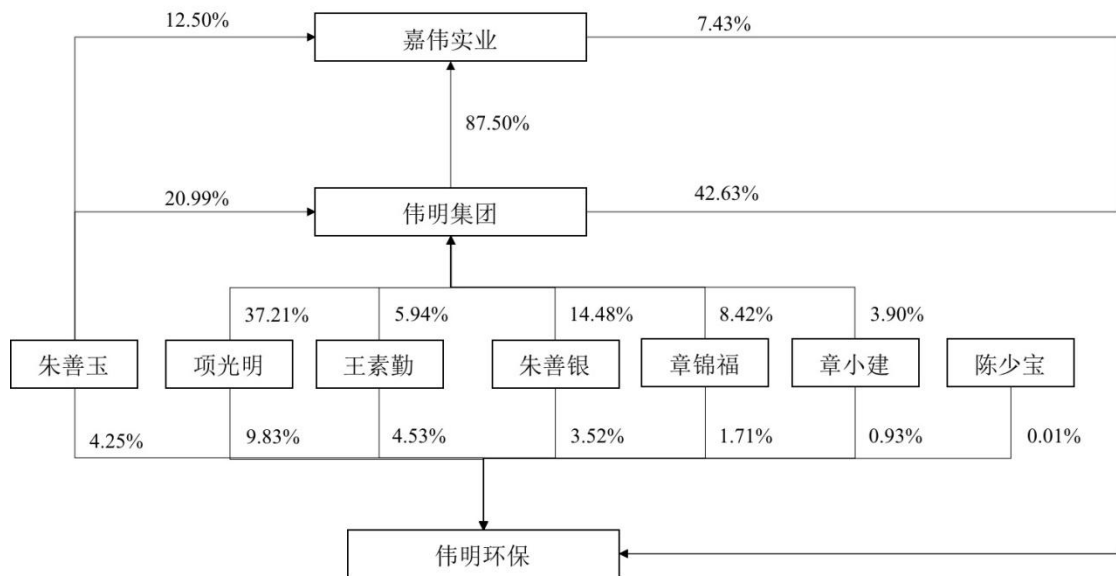 12.50%
嘉伟实业
7.43%
87.50%
20.99%
伟明集团
42.63%
37.21%
5.94%
14.48%
8.42%
3.90%
朱善玉
项光明
王素勤
朱善银
章锦福
章小建
陈少宝
4.25%
9.83%
4.53%
3.52%
1.71%
0.93%
0.01%
伟明环保